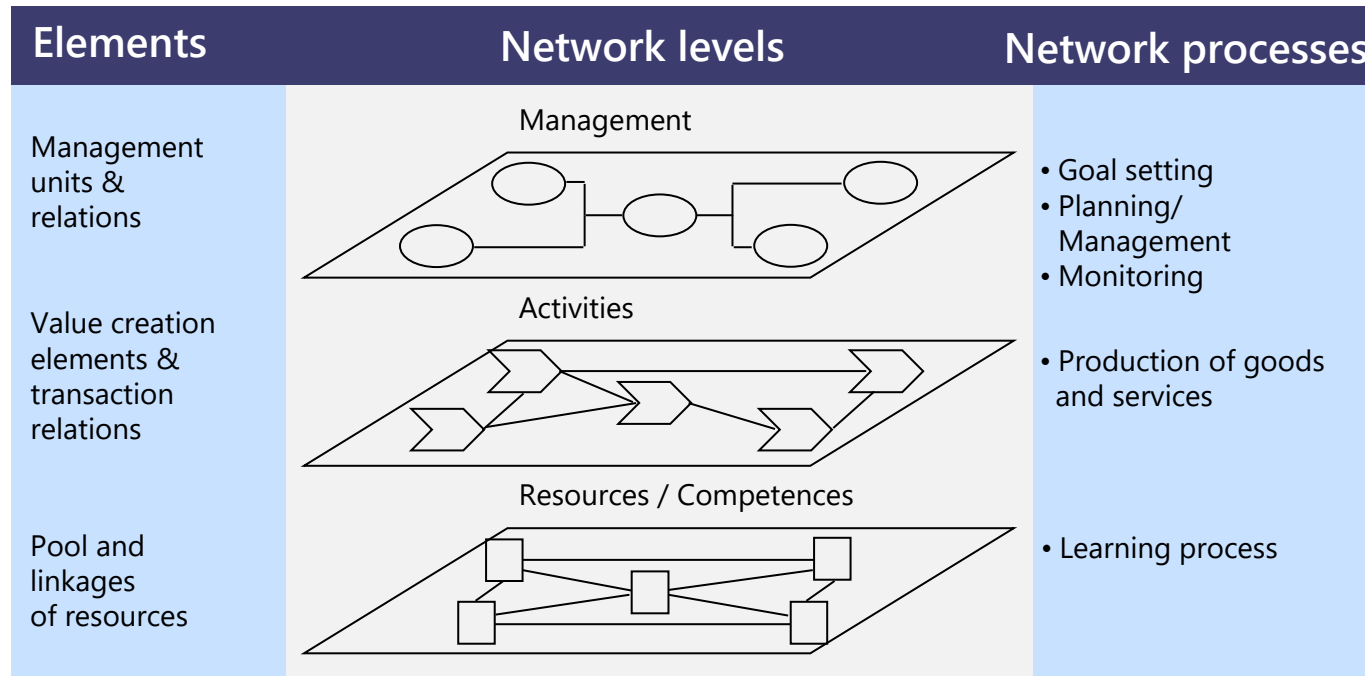 Elements
Network levels
Network processes
Management
units &
relations
Management
• Goal setting
• Planning/
Management
• Monitoring
Value creation
elements &
transaction
relations
Activities
• Production of goods
and services
Pool and
linkages
of resources
Resources / Competences
• Learning process